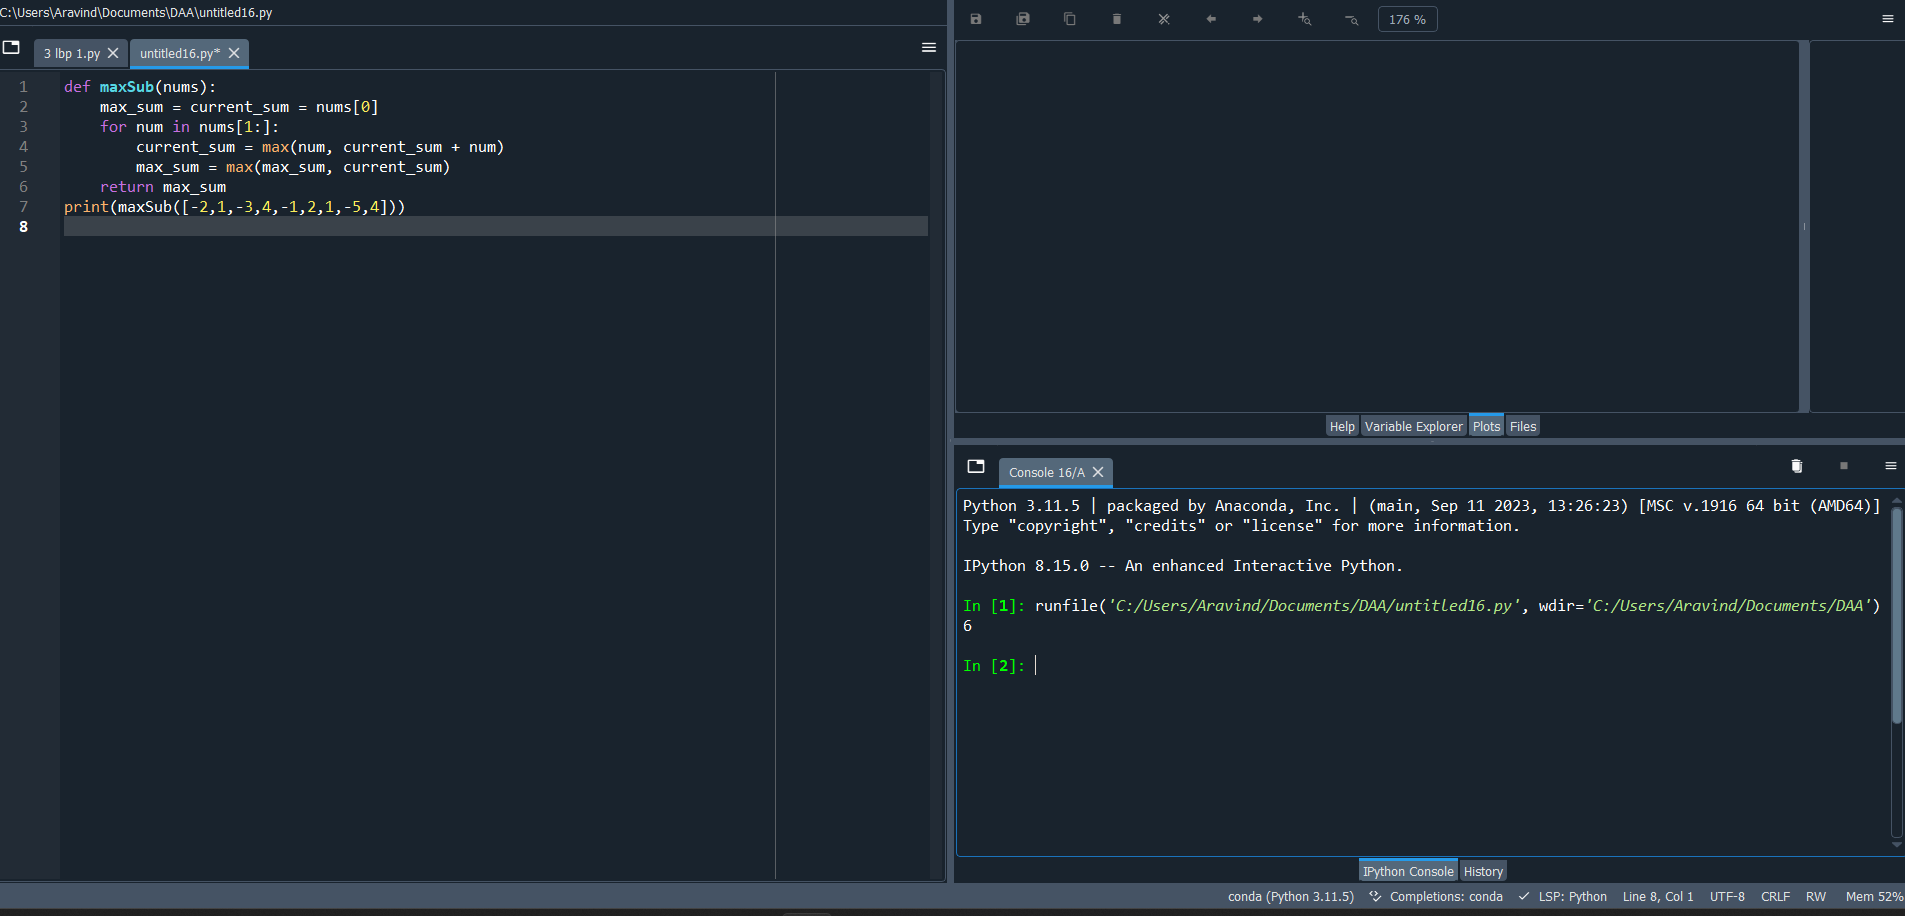 C:\Users\Aravind\Documents\DAA\untitled16.py
3 lbp 1.py
untitled16.py*
1 def maxSub(nums):
2     max_sum = current_sum = nums[0]
3     for num in nums[1:]:
4         current_sum = max(num, current_sum + num)
5         max_sum = max(max_sum, current_sum)
6     return max_sum
7 print(maxSub([-2,1,-3,4,-1,2,1,-5,4]))
8
176 %
Help Variable Explorer Plots Files
Console 16/A
Python 3.11.5 | packaged by Anaconda, Inc. | (main, Sep 11 2023, 13:26:23) [MSC v.1916 64 bit (AMD64)]
Type "copyright", "credits" or "license" for more information.
IPython 8.15.0 -- An enhanced Interactive Python.
In [1]: runfile('C:/Users/Aravind/Documents/DAA/untitled16.py', wdir='C:/Users/Aravind/Documents/DAA')
6
In [2]:
IPython Console History
conda (Python 3.11.5) Completions: conda LSP: Python Line 8, Col 1 UTF-8 CRLF RW Mem 52%